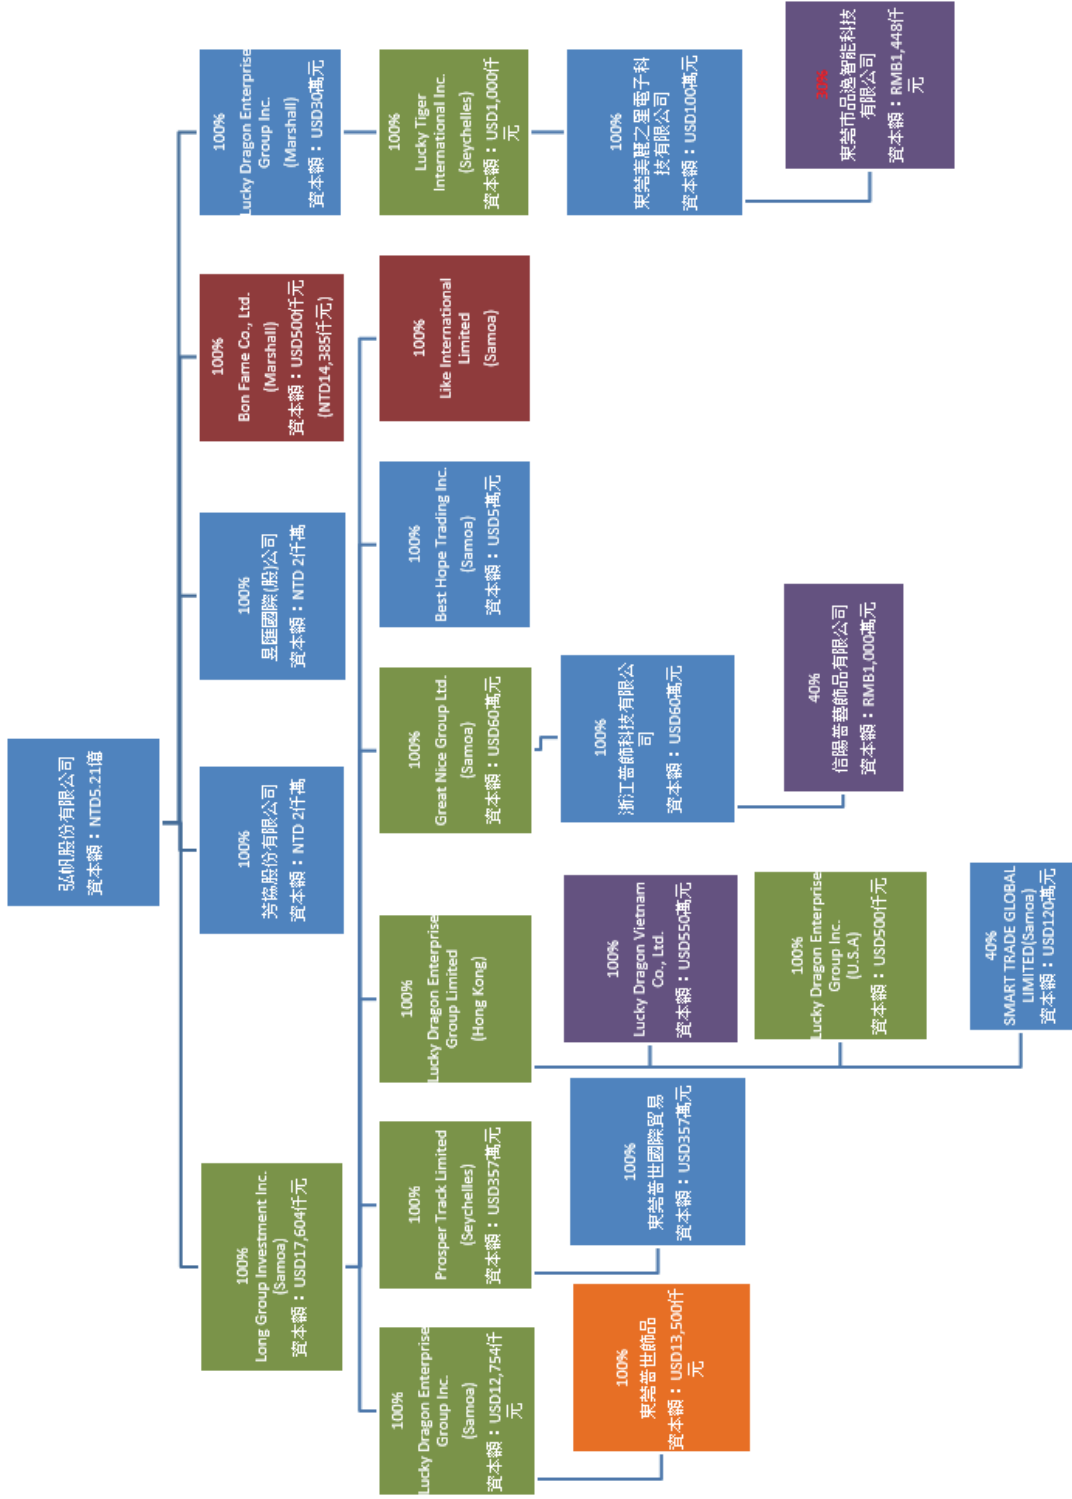 弘帆股份有限公司
資本額：NTD5.21億
100%
Long Group Investment Inc.
(Samoa)
資本額：USD17,604仟元
100%
芳協股份有限公司
資本額：NTD 2仟萬
100%
昱匯國際(股)公司
資本額：NTD 2仟萬
100%
Bon Fame Co., Ltd.
(Marshall)
資本額：USD500仟元
(NTD14,385仟元)
100%
Lucky Dragon Enterprise
Group Inc.
(Marshall)
資本額：USD30萬元
100%
Lucky Dragon Enterprise
Group Inc.
(Samoa)
資本額：USD12,754仟
元
100%
Prosper Track Limited
(Seychelles)
資本額：USD357萬元
100%
Lucky Dragon Enterprise
Group Limited
(Hong Kong)
100%
Great Nice Group Ltd.
(Samoa)
資本額：USD60萬元
100%
Best Hope Trading Inc.
(Samoa)
資本額：USD5萬元
100%
Like International
Limited
(Samoa)
100%
Lucky Tiger
International Inc.
(Seychelles)
資本額：USD1,000仟
元
100%
東莞普世飾品
資本額：USD13,500仟
元
100%
東莞普世國際貿易
資本額：USD357萬元
100%
Lucky Dragon Vietnam
Co., Ltd.
資本額：USD550萬元
100%
浙江普飾科技有限公
司
資本額：USD60萬元
100%
東莞美麗之星電子科
技有限公司
資本額：USD100萬元
100%
Lucky Dragon Enterprise
Group Inc.
(U.S.A)
資本額：USD500仟元
40%
信陽普藝飾品有限公司
資本額：RMB1,000萬元
30%
東莞市品逸智能科技
有限公司
資本額：RMB1,448仟
元
40%
SMART TRADE GLOBAL
LIMITED(Samoa)
資本額：USD120萬元